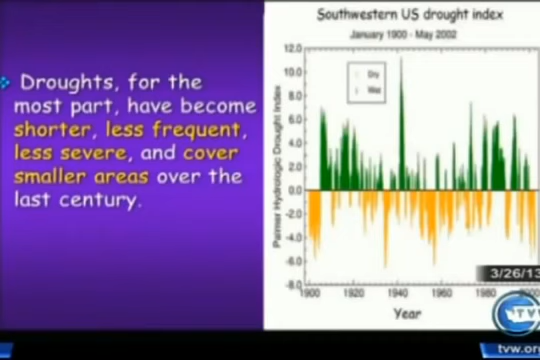 Droughts, for the
most part, have become
shorter, less frequent,
less severe, and cover
smaller areas over the
last century.
Southwestern US drought index
January 1900 - May 2002
12.0
10.0
8.0
6.0
4.0
2.0
0.0
-2.0
-4.0
-6.0
-8.0
Palmer Hydrologic Drought Index
Dry
Wet
1900
1920
1940
1960
1980
2000
Year
3/26/13
TVW
tvw.org